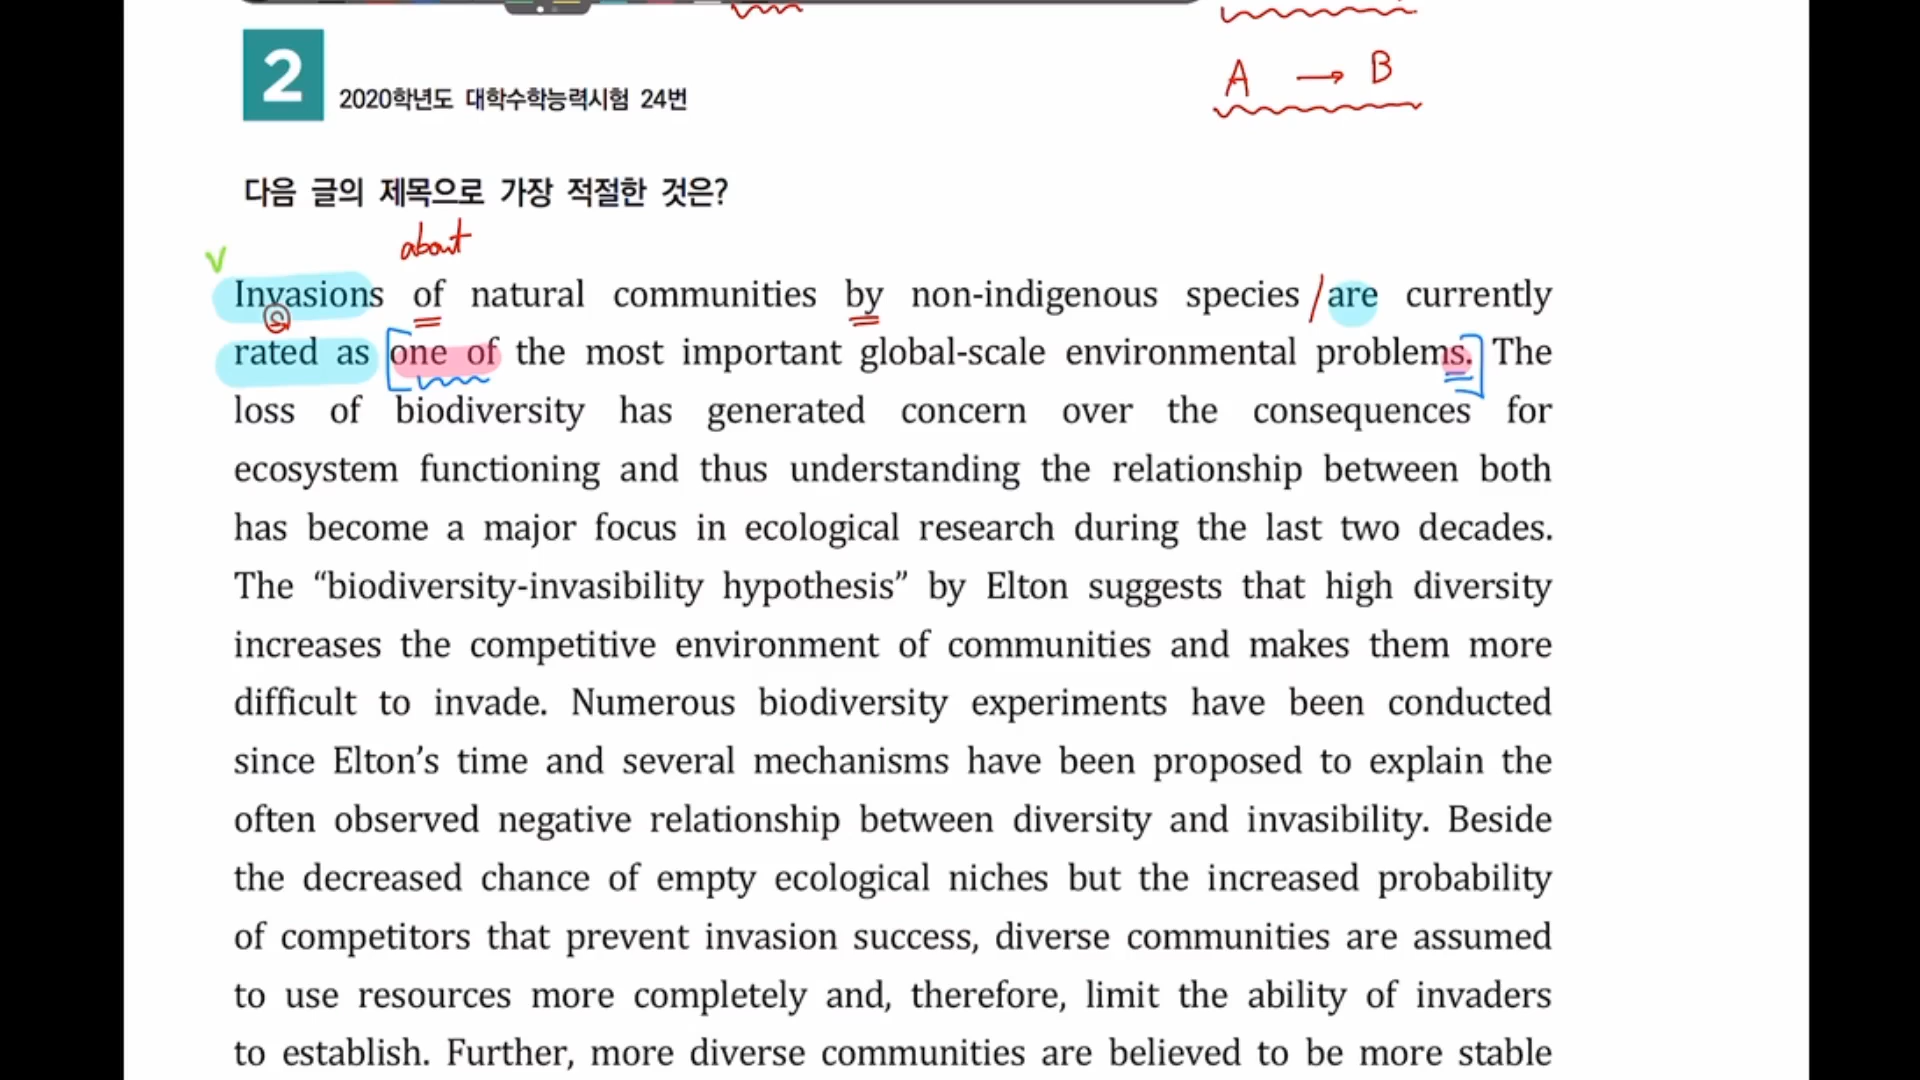 A → B
2
2020학년도 대학수학능력시험 24번
다음 글의 제목으로 가장 적절한 것은?
about
V
Invasions of natural communities by non-indigenous species / are currently
S
rated as [one of the most important global-scale environmental problems.] The
loss of biodiversity has generated concern over the consequences for
ecosystem functioning and thus understanding the relationship between both
has become a major focus in ecological research during the last two decades.
The “biodiversity-invasibility hypothesis” by Elton suggests that high diversity
increases the competitive environment of communities and makes them more
difficult to invade. Numerous biodiversity experiments have been conducted
since Elton’s time and several mechanisms have been proposed to explain the
often observed negative relationship between diversity and invasibility. Beside
the decreased chance of empty ecological niches but the increased probability
of competitors that prevent invasion success, diverse communities are assumed
to use resources more completely and, therefore, limit the ability of invaders
to establish. Further, more diverse communities are believed to be more stable